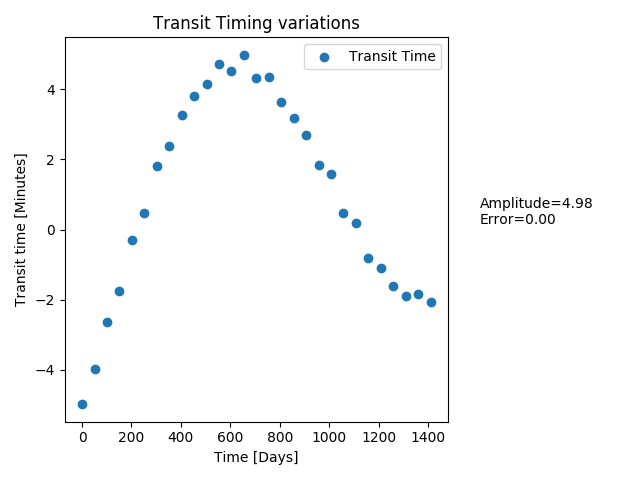 Transit Timing variations
Transit Time
Transit time [Minutes]
4
2
0
−2
−4
Amplitude=4.98
Error=0.00
0 200 400 600 800 1000 1200 1400
Time [Days]